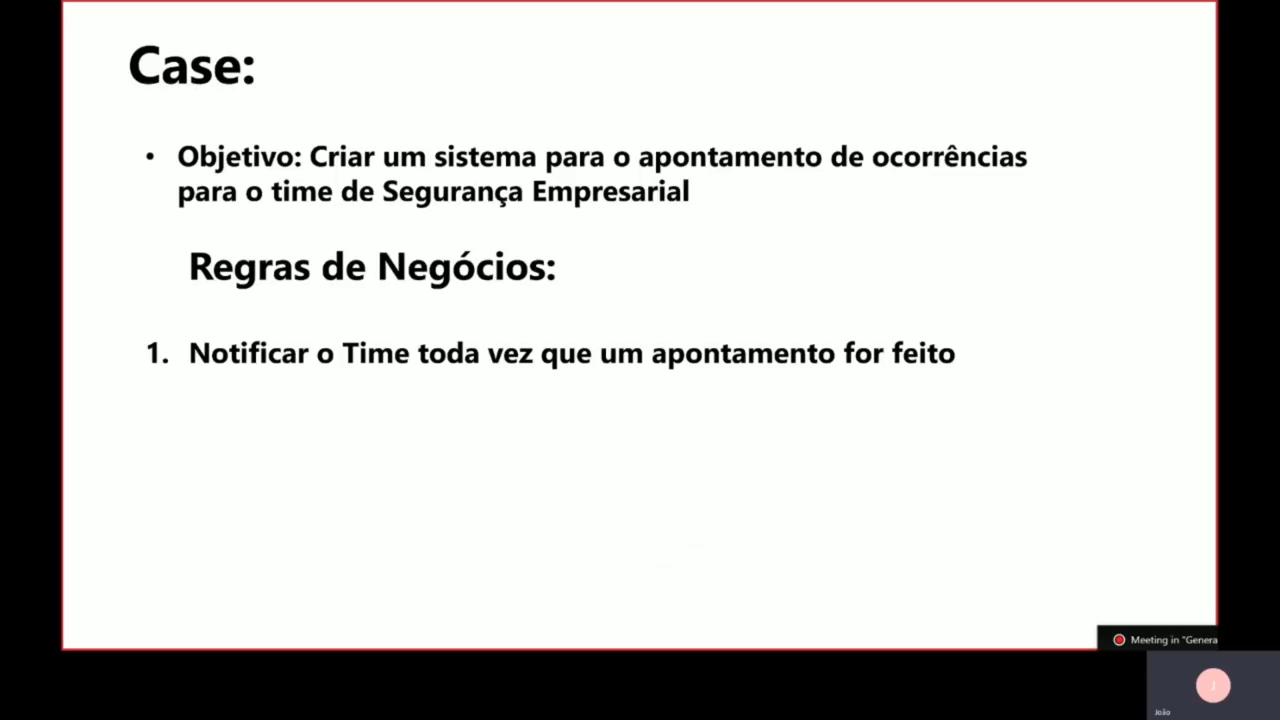 Case:
• Objetivo: Criar um sistema para o apontamento de ocorrências
para o time de Segurança Empresarial
Regras de Negócios:
1. Notificar o Time toda vez que um apontamento for feito
Meeting in "Genera
J
João